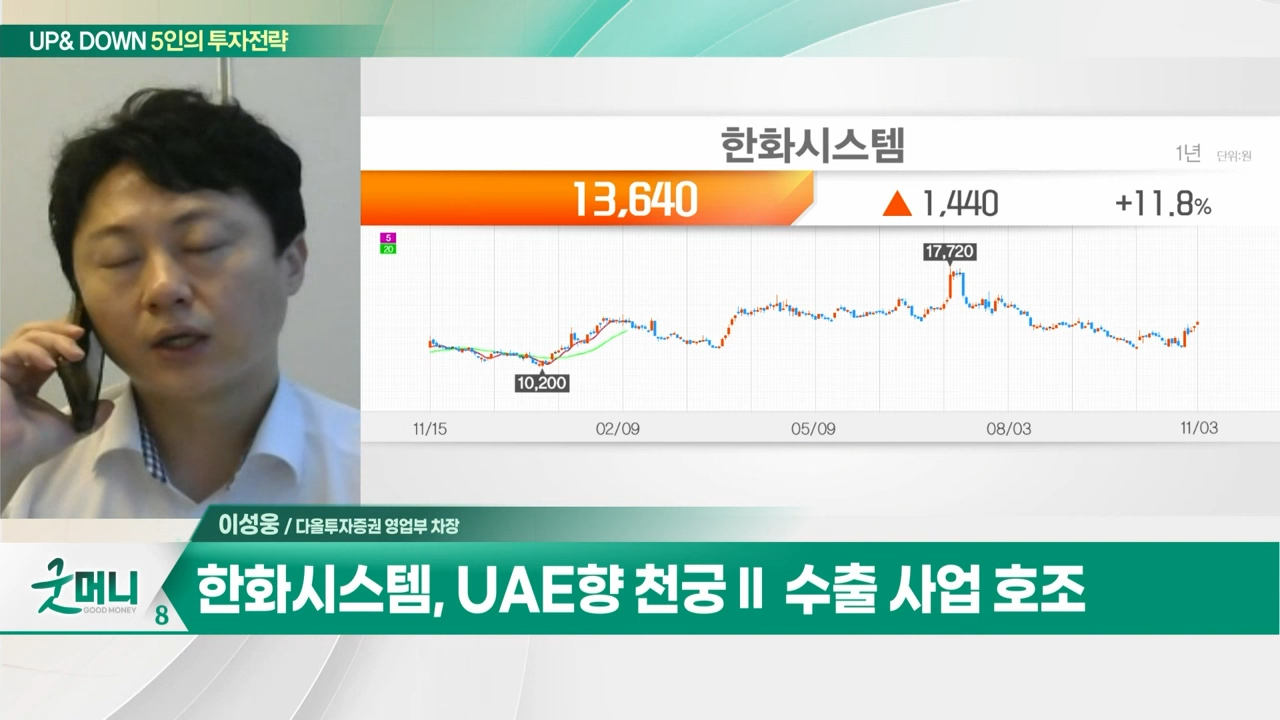 UP& DOWN 5인의 투자전략
한화시스템
1년 단위:원
13,640 ▲ 1,440 +11.8%
5
20
17,720
10,200
11/15 02/09 05/09 08/03 11/03
이성웅 / 다올투자증권 영업부 차장
굿머니
GOOD MONEY
8
한화시스템, UAE향 천궁Ⅱ 수출 사업 호조